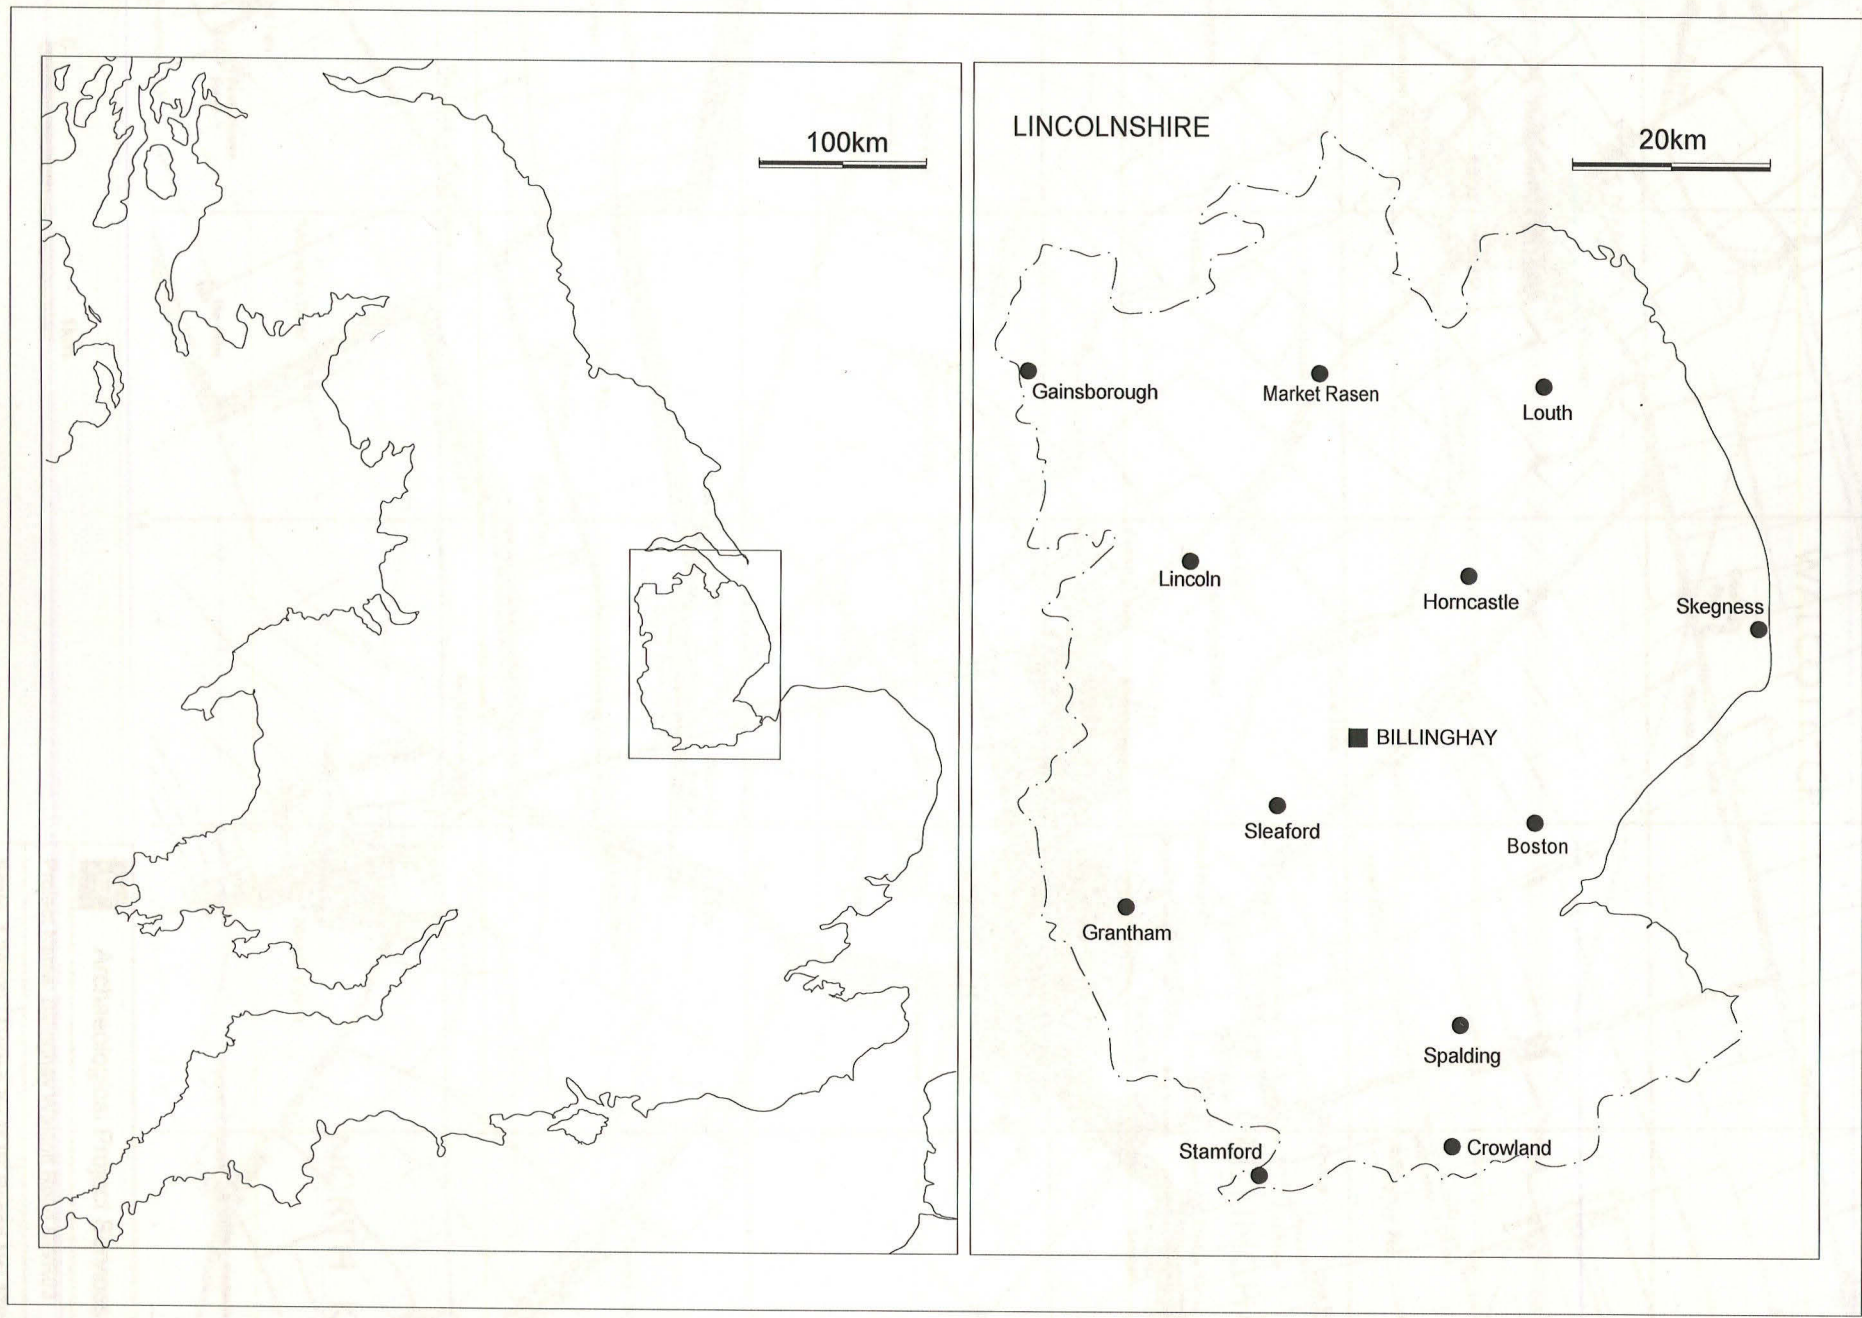 100km
LINCOLNSHIRE
20km
Gainsborough
Market Rasen
Louth
Lincoln
Horncastle
Skegness
BILLINGHAY
Sleaford
Boston
Grantham
Spalding
Stamford
Crowland